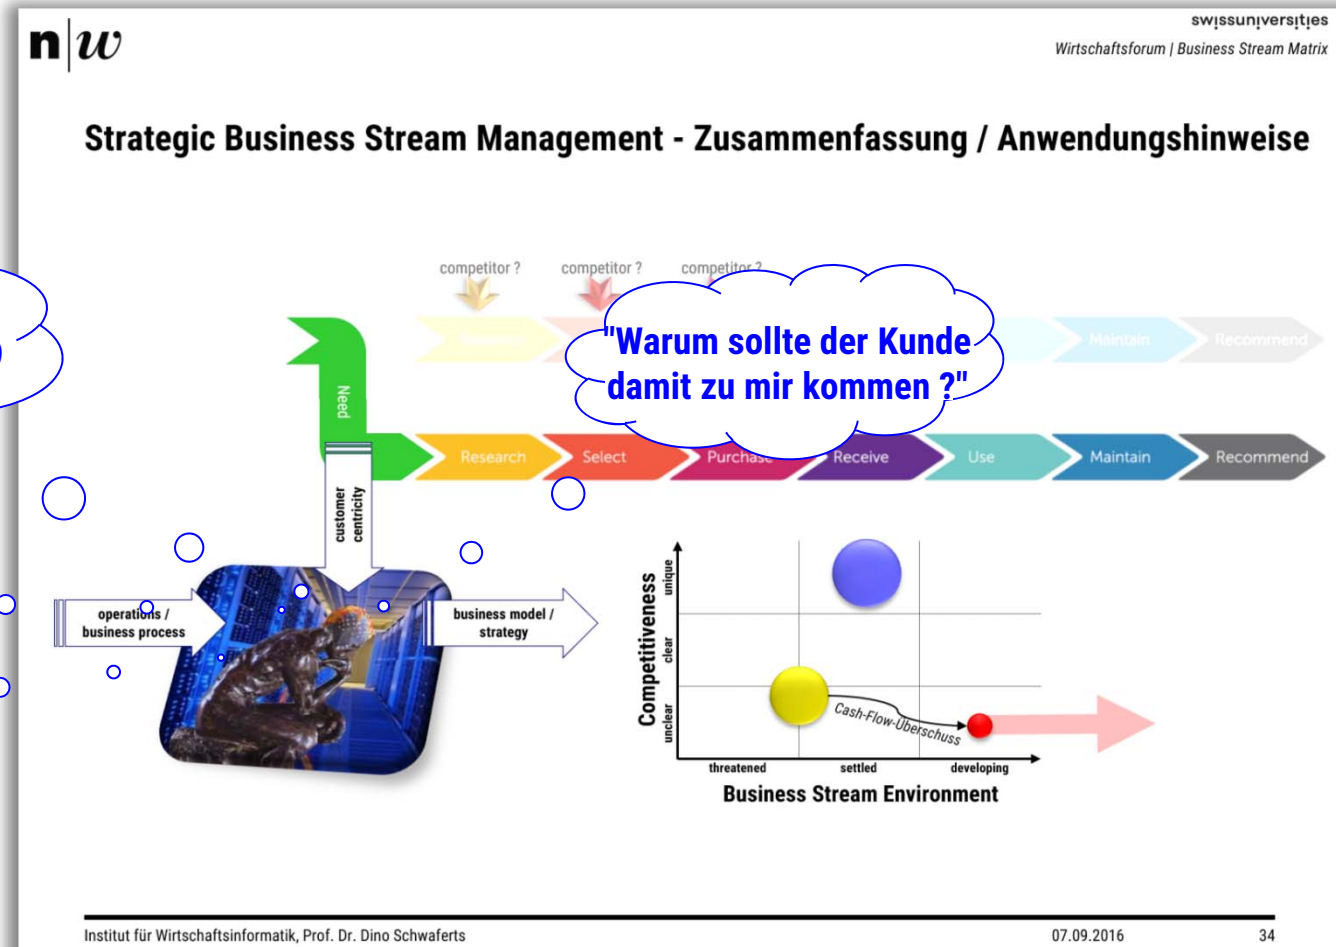 n|w
swissuniversities
Wirtschaftsforum | Business Stream Matrix
Strategic Business Stream Management - Zusammenfassung / Anwendungshinweise
competitor ?
competitor ?
competitor ?
"Warum sollte der Kunde
damit zu mir kommen ?"
Maintain
Recommend
Need
Research
Select
Purchase
Receive
Use
Maintain
Recommend
customer
centricity
operations /
business process
business model /
strategy
Competitiveness
unique
clear
unclear
Cash-Flow-Überschuss
threatened
settled
developing
Business Stream Environment
Institut für Wirtschaftsinformatik, Prof. Dr. Dino Schwaferts
07.09.2016
34